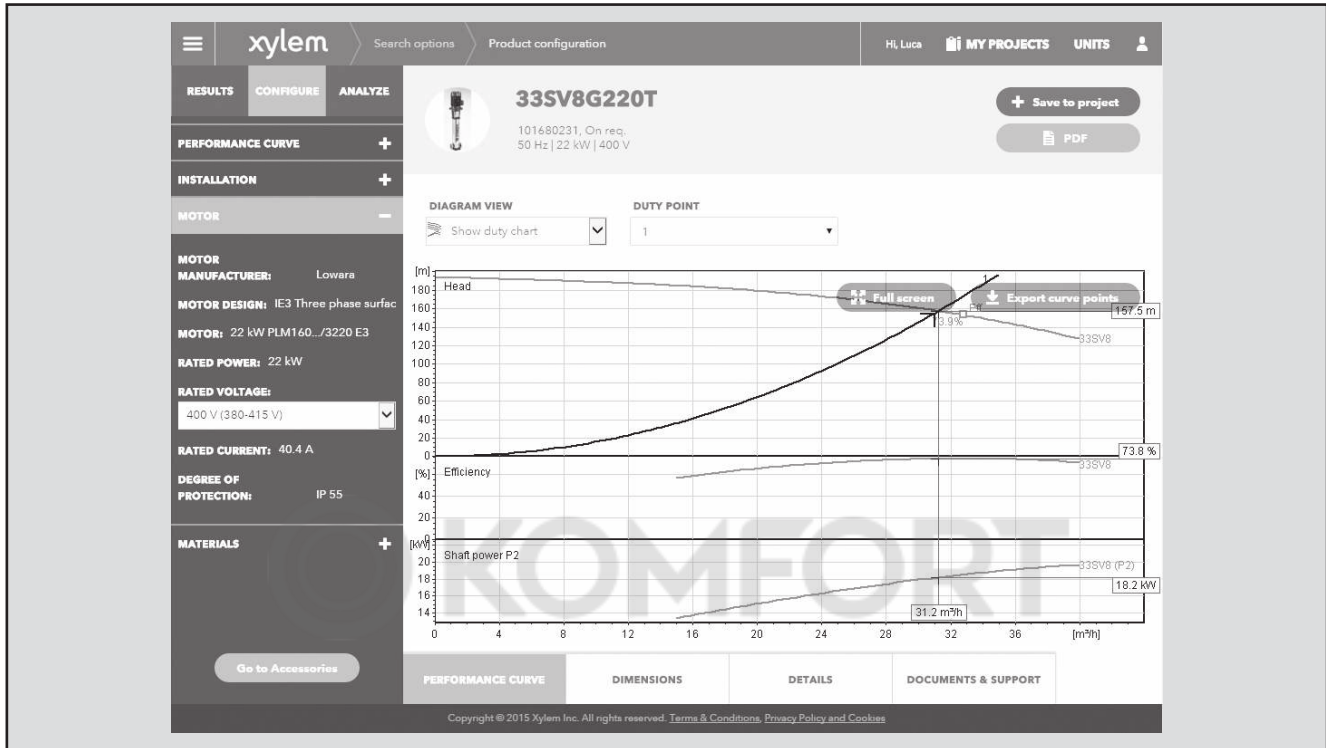 xylem
Search options
Product configuration
Hi, Luca
MY PROJECTS
UNITS
RESULTS
CONFIGURE
ANALYZE
33SV8G220T
101680231, On req.
50 Hz | 22 kW | 400 V
+ Save to project
PDF
PERFORMANCE CURVE +
INSTALLATION +
MOTOR –
MOTOR
MANUFACTURER: Lowara
MOTOR DESIGN: IE3 Three phase surfac
MOTOR: 22 kW PLM160.../3220 E3
RATED POWER: 22 kW
RATED VOLTAGE:
400 V (380-415 V)
RATED CURRENT: 40.4 A
DEGREE OF
PROTECTION: IP 55
MATERIALS +
Go to Accessories
DIAGRAM VIEW
Show duty chart
DUTY POINT
1
[m]
Head
180
160
140
120
100
80
60
40
20
0
1
Full screen
Export curve points
157.5 m
3.9%
33SV8
73.8 %
[%]
Efficiency
33SV8
40
20
0
[kW]
Shaft power P2
20
18
16
14
33SV8 (P2)
18.2 kW
31.2 m³/h
0 4 8 12 16 20 24 28 32 36 [m³/h]
KOMFORT
PERFORMANCE CURVE
DIMENSIONS
DETAILS
DOCUMENTS & SUPPORT
Copyright © 2015 Xylem Inc. All rights reserved. Terms & Conditions, Privacy Policy and Cookies